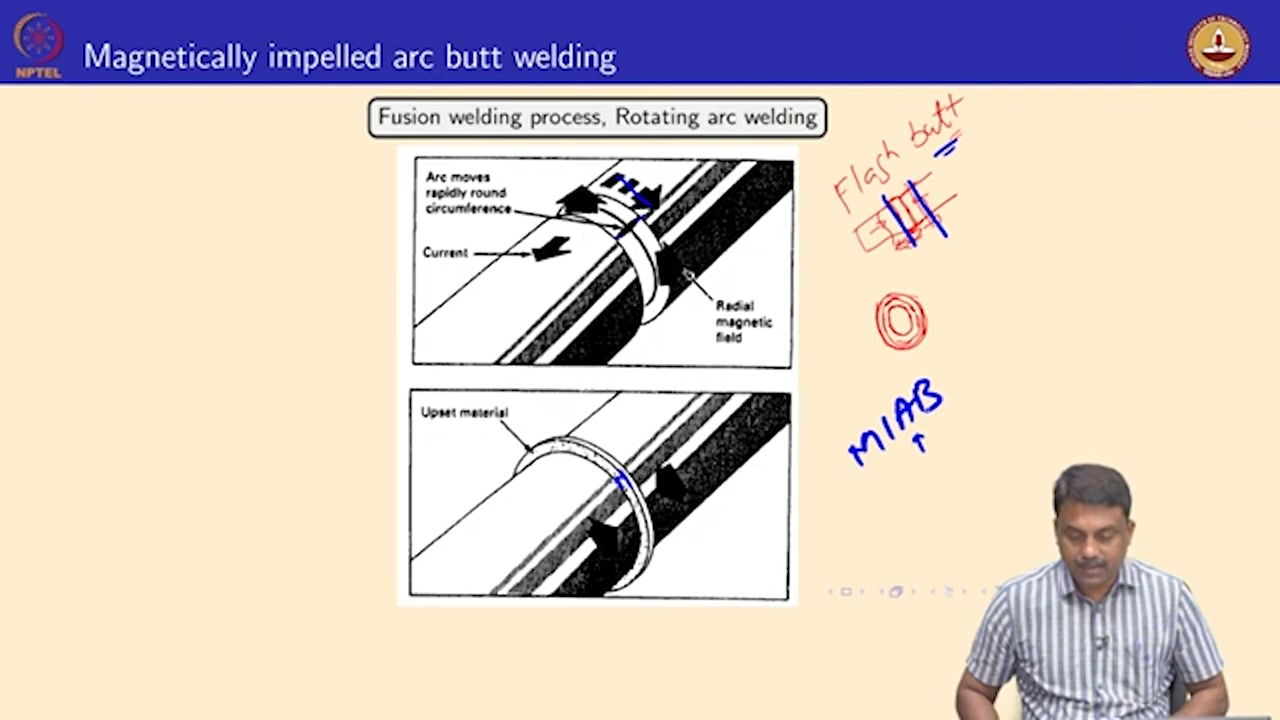 NPTEL
Magnetically impelled arc butt welding
Fusion welding process, Rotating arc welding
Arc moves
rapidly round
circumference
Current
Radial
magnetic
field
Upset material
Flash butt
MIAB